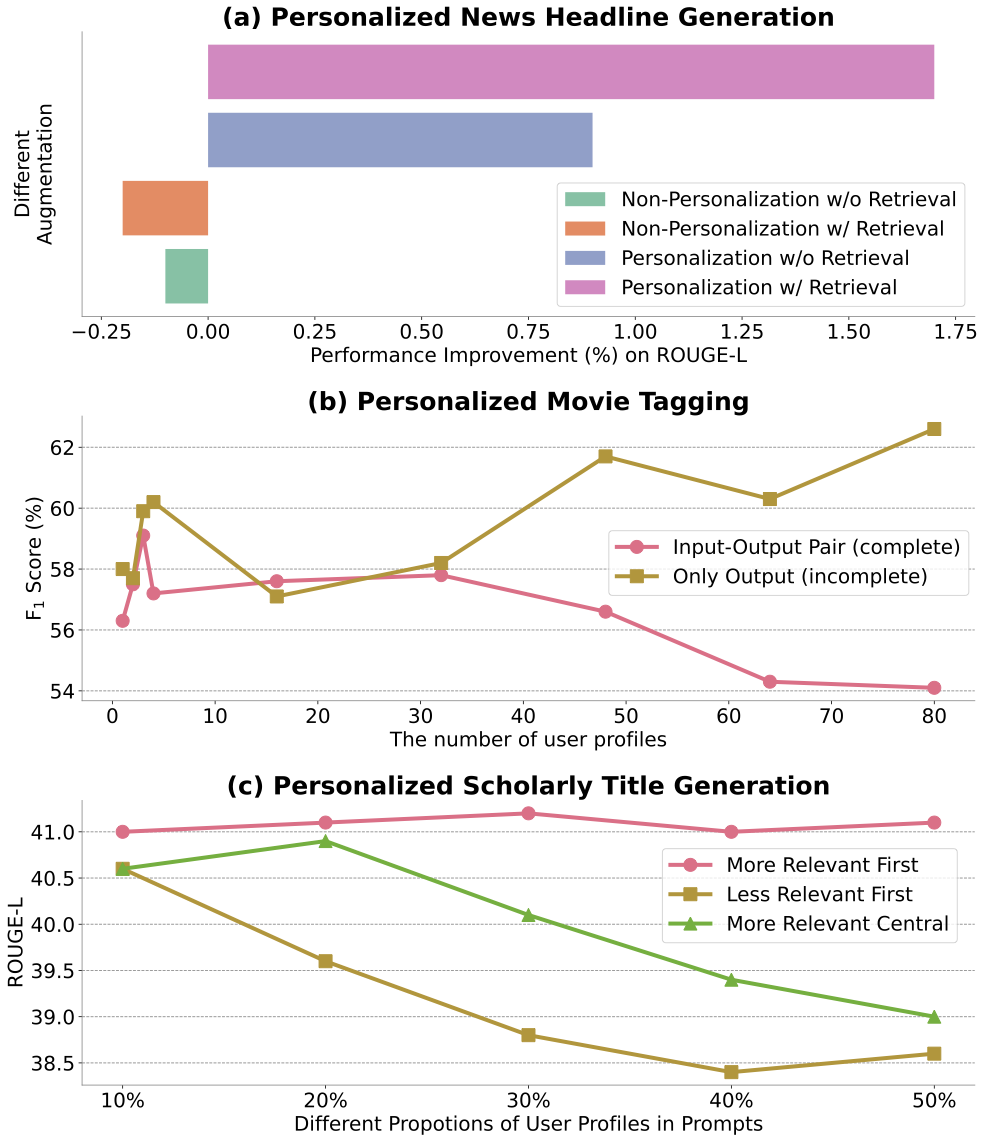 (a) Personalized News Headline Generation
Different
Augmentation
Non-Personalization w/o Retrieval
Non-Personalization w/ Retrieval
Personalization w/o Retrieval
Personalization w/ Retrieval
−0.25 0.00 0.25 0.50 0.75 1.00 1.25 1.50 1.75
Performance Improvement (%) on ROUGE-L
(b) Personalized Movie Tagging
F1 Score (%)
62
60
58
56
54
Input-Output Pair (complete)
Only Output (incomplete)
0 10 20 30 40 50 60 70 80
The number of user profiles
(c) Personalized Scholarly Title Generation
ROUGE-L
41.0
40.5
40.0
39.5
39.0
38.5
More Relevant First
Less Relevant First
More Relevant Central
10% 20% 30% 40% 50%
Different Propotions of User Profiles in Prompts